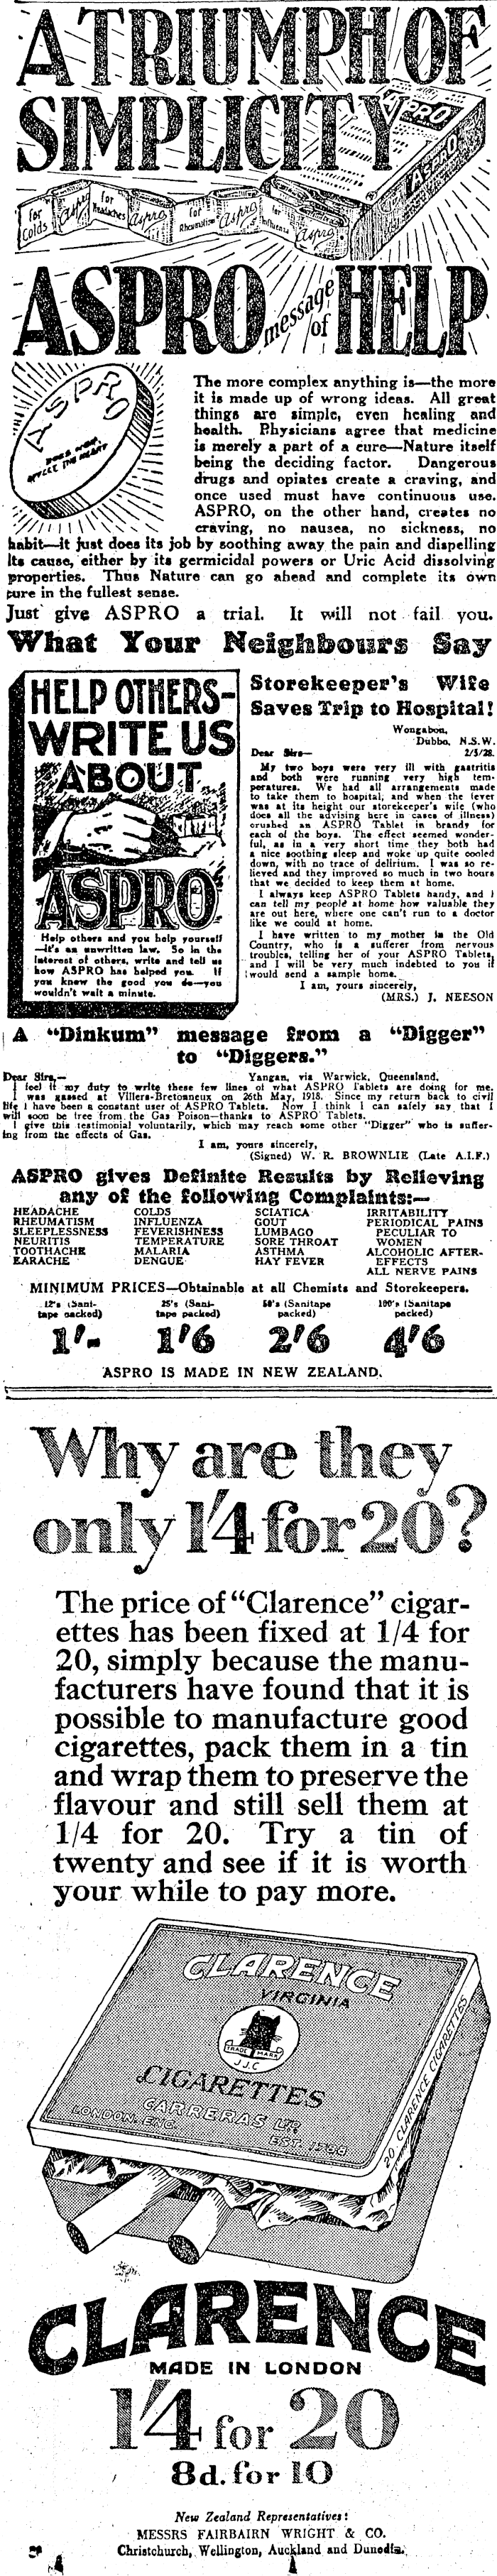 A TRIUMPH OF
SIMPLICITY
ASPRO
ASPRO
for Colds
Aspro
for Headaches
Aspro
for Rheumatism
Aspro
for Influenza
Aspro
ASPRO message of HELP
ASPRO
DOES NOT
AFFECT THE HEART
The more complex anything is—the more
it is made up of wrong ideas. All great
things are simple, even healing and
health. Physicians agree that medicine
is merely a part of a cure—Nature itself
being the deciding factor. Dangerous
drugs and opiates create a craving, and
once used must have continuous use.
ASPRO, on the other hand, creates no
craving, no nausea, no sickness, no
habit—it just does its job by soothing away the pain and dispelling
its cause, either by its germicidal powers or Uric Acid dissolving
properties. Thus Nature can go ahead and complete its own
cure in the fullest sense.
Just give ASPRO a trial. It will not fail you.
What Your Neighbours Say
HELP OTHERS-
WRITE US
ABOUT
ASPRO
Help others and you help yourself
—it's an unwritten law. So in the
interest of others, write and tell us
how ASPRO has helped you. If
you knew the good you do—you
wouldn't wait a minute.
Storekeeper's Wife
Saves Trip to Hospital!
Wongabon,
Dubbo, N.S.W.
Dear Sirs— 2/5/28.
My two boys were very ill with gastritis
and both were running very high tem-
peratures. We had all arrangements made
to take them to hospital, and when the fever
was at its height our storekeeper's wife (who
does all the advising here in cases of illness)
crushed an ASPRO Tablet in brandy for
each of the boys. The effect seemed wonder-
ful, as in a very short time they both had
a nice soothing sleep and woke up quite cooled
down, with no trace of delirium. I was so re-
lieved and they improved so much in two hours
that we decided to keep them at home.
I always keep ASPRO Tablets handy, and I
can tell my people at home how valuable they
are out here, where one can't run to a doctor
like we could at home.
I have written to my mother in the Old
Country, who is a sufferer from nervous
troubles, telling her of your ASPRO Tablets,
and I will be very much indebted to you if
would send a sample home.
I am, yours sincerely,
(MRS.) J. NEESON
A "Dinkum" message from a "Digger"
to "Diggers."
Dear Sirs,— Yangan, via Warwick, Queensland.
I feel it my duty to write these few lines of what ASPRO Tablets are doing for me.
I was gassed at Villers-Bretonneux on 26th May, 1918. Since my return back to civil
life I have been a constant user of ASPRO Tablets. Now I think I can safely say that I
will soon be free from the Gas Poison—thanks to ASPRO Tablets.
I give this testimonial voluntarily, which may reach some other "Digger" who is suffer-
ing from the effects of Gas.
I am, yours sincerely,
(Signed) W. R. BROWNLIE (Late A.I.F.)
ASPRO gives Definite Results by Relieving
any of the following Complaints:—
HEADACHE
RHEUMATISM
SLEEPLESSNESS
NEURITIS
TOOTHACHE
EARACHE
COLDS
INFLUENZA
FEVERISHNESS
TEMPERATURE
MALARIA
DENGUE
SCIATICA
GOUT
LUMBAGO
SORE THROAT
ASTHMA
HAY FEVER
IRRITABILITY
PERIODICAL PAINS
PECULIAR TO
WOMEN
ALCOHOLIC AFTER-
EFFECTS
ALL NERVE PAINS
MINIMUM PRICES—Obtainable at all Chemists and Storekeepers.
12's (Sani-
tape packed)
1'-
25's (Sani-
tape packed)
1'6
50's (Sanitape
packed)
2'6
100's (Sanitape
packed)
4'6
ASPRO IS MADE IN NEW ZEALAND.
Why are they
only 1'4 for 20?
The price of "Clarence" cigar-
ettes has been fixed at 1/4 for
20, simply because the manu-
facturers have found that it is
possible to manufacture good
cigarettes, pack them in a tin
and wrap them to preserve the
flavour and still sell them at
1/4 for 20. Try a tin of
twenty and see if it is worth
your while to pay more.
CLARENCE
VIRGINIA
TRADE MARK
J.J.C
CIGARETTES
CARRERAS LTD
LONDON. ENG. EST. 1788
20 CLARENCE CIGARETTES
CLARENCE
MADE IN LONDON
1'4 for 20
8d. for 10
New Zealand Representatives:
MESSRS FAIRBAIRN WRIGHT & CO.
Christchurch, Wellington, Auckland and Dunedin.